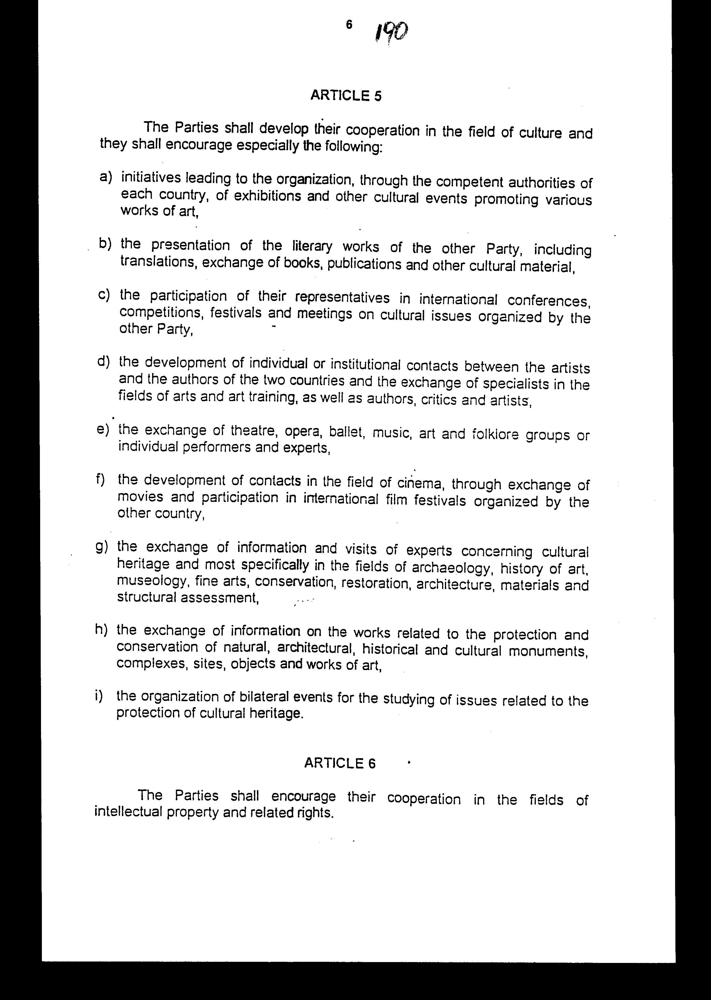 6 190
ARTICLE 5
The Parties shall develop their cooperation in the field of culture and
they shall encourage especially the following:
a) initiatives leading to the organization, through the competent authorities of
each country, of exhibitions and other cultural events promoting various
works of art,
b) the presentation of the literary works of the other Party, including
translations, exchange of books, publications and other cultural material,
c) the participation of their representatives in international conferences,
competitions, festivals and meetings on cultural issues organized by the
other Party,
d) the development of individual or institutional contacts between the artists
and the authors of the two countries and the exchange of specialists in the
fields of arts and art training, as well as authors, critics and artists,
e) the exchange of theatre, opera, ballet, music, art and folklore groups or
individual performers and experts,
f) the development of contacts in the field of cinema, through exchange of
movies and participation in international film festivals organized by the
other country,
g) the exchange of information and visits of experts concerning cultural
heritage and most specifically in the fields of archaeology, history of art,
museology, fine arts, conservation, restoration, architecture, materials and
structural assessment,
h) the exchange of information on the works related to the protection and
conservation of natural, architectural, historical and cultural monuments,
complexes, sites, objects and works of art,
i) the organization of bilateral events for the studying of issues related to the
protection of cultural heritage.
ARTICLE 6
The Parties shall encourage their cooperation in the fields of
intellectual property and related rights.